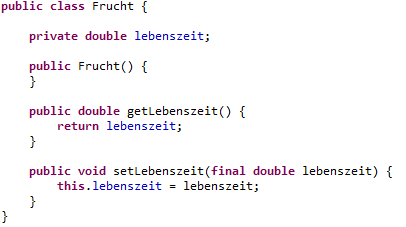 public class Frucht {
private double lebenszeit;
public Frucht() {
}
public double getLebenszeit() {
return lebenszeit;
}
public void setLebenszeit(final double lebenszeit) {
this.lebenszeit = lebenszeit;
}
}